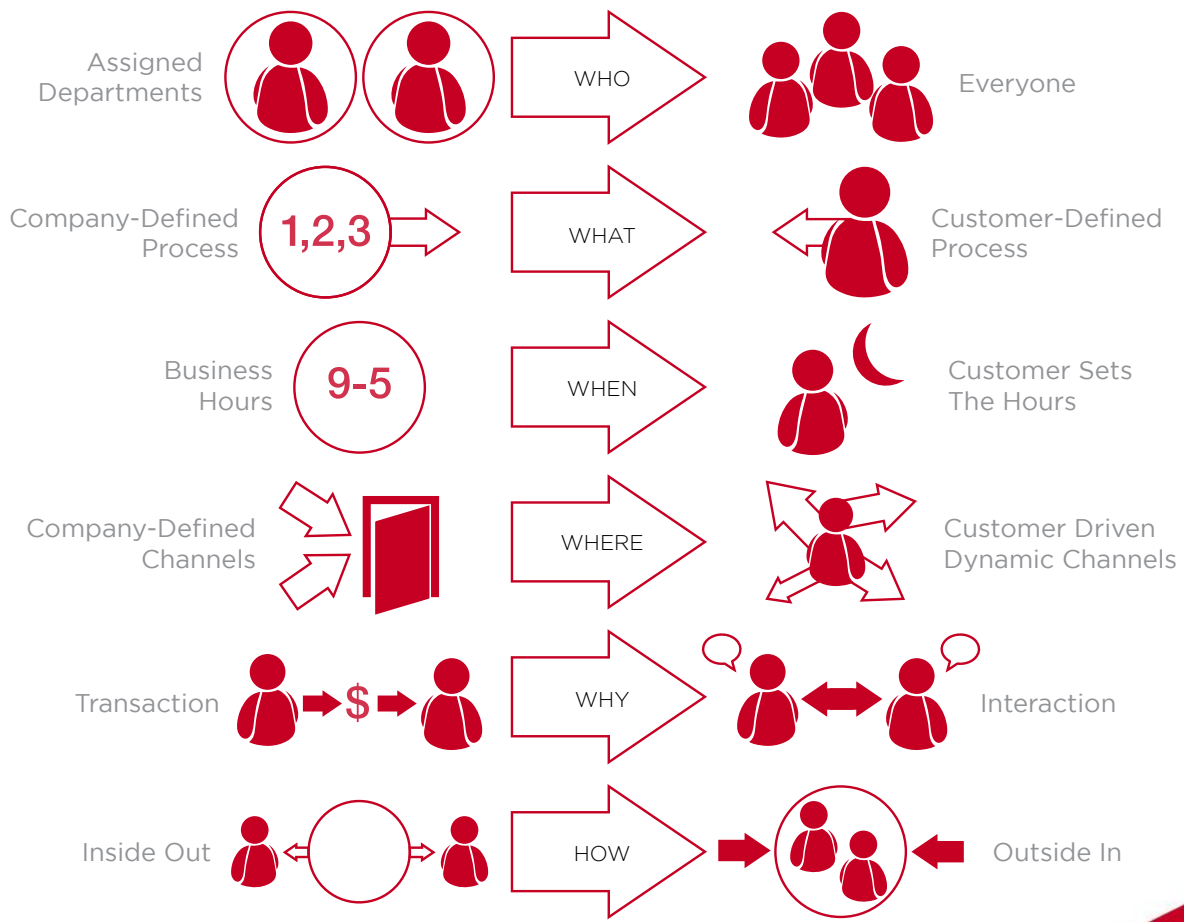 Assigned
Departments
WHO
Everyone
Company-Defined
Process
1,2,3
WHAT
Customer-Defined
Process
Business
Hours
9-5
WHEN
Customer Sets
The Hours
Company-Defined
Channels
WHERE
Customer Driven
Dynamic Channels
Transaction
$
WHY
Interaction
Inside Out
HOW
Outside In